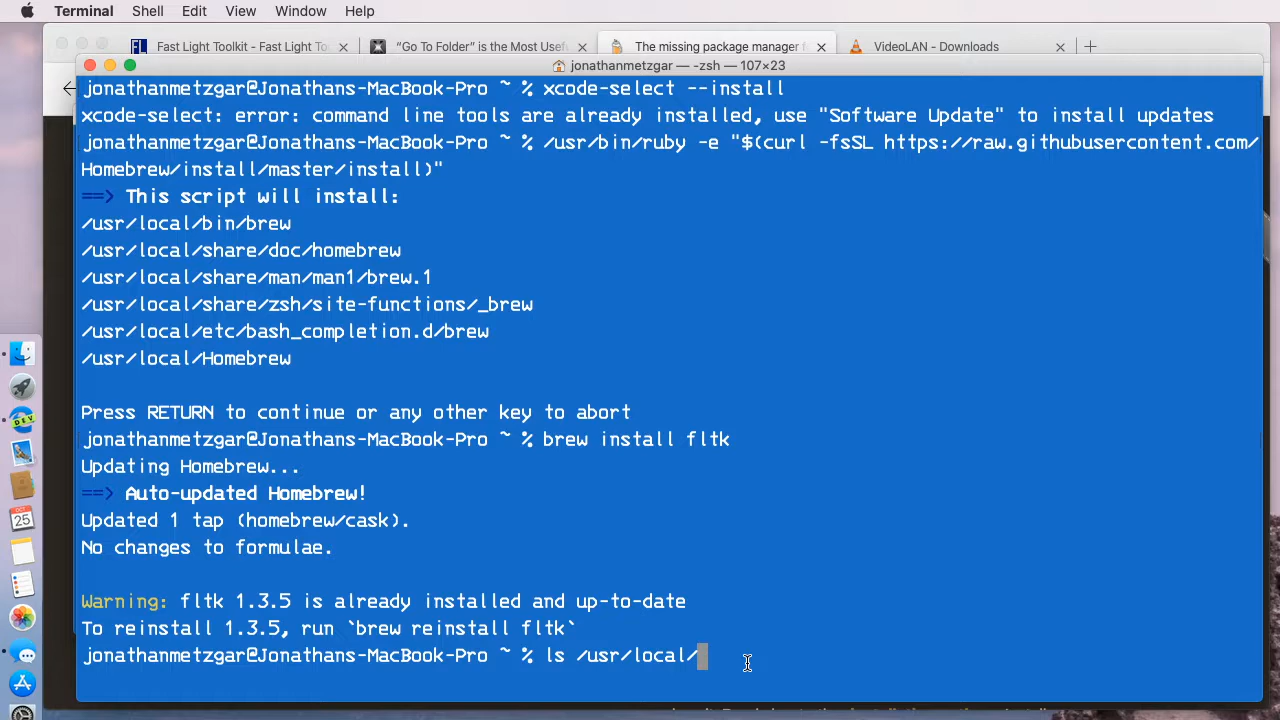 Terminal Shell Edit View Window Help
Fast Light Toolkit - Fast Light To
“Go To Folder” is the Most Usef
The missing package manager f
VideoLAN - Downloads
jonathanmetzgar — -zsh — 107×23
jonathanmetzgar@Jonathans-MacBook-Pro ~ % xcode-select --install
xcode-select: error: command line tools are already installed, use "Software Update" to install updates
jonathanmetzgar@Jonathans-MacBook-Pro ~ % /usr/bin/ruby -e "$(curl -fsSL https://raw.githubusercontent.com/
Homebrew/install/master/install)"
==> This script will install:
/usr/local/bin/brew
/usr/local/share/doc/homebrew
/usr/local/share/man/man1/brew.1
/usr/local/share/zsh/site-functions/_brew
/usr/local/etc/bash_completion.d/brew
/usr/local/Homebrew
Press RETURN to continue or any other key to abort
jonathanmetzgar@Jonathans-MacBook-Pro ~ % brew install fltk
Updating Homebrew...
==> Auto-updated Homebrew!
Updated 1 tap (homebrew/cask).
No changes to formulae.
Warning: fltk 1.3.5 is already installed and up-to-date
To reinstall 1.3.5, run `brew reinstall fltk`
jonathanmetzgar@Jonathans-MacBook-Pro ~ % ls /usr/local/
OCT
25
DEV